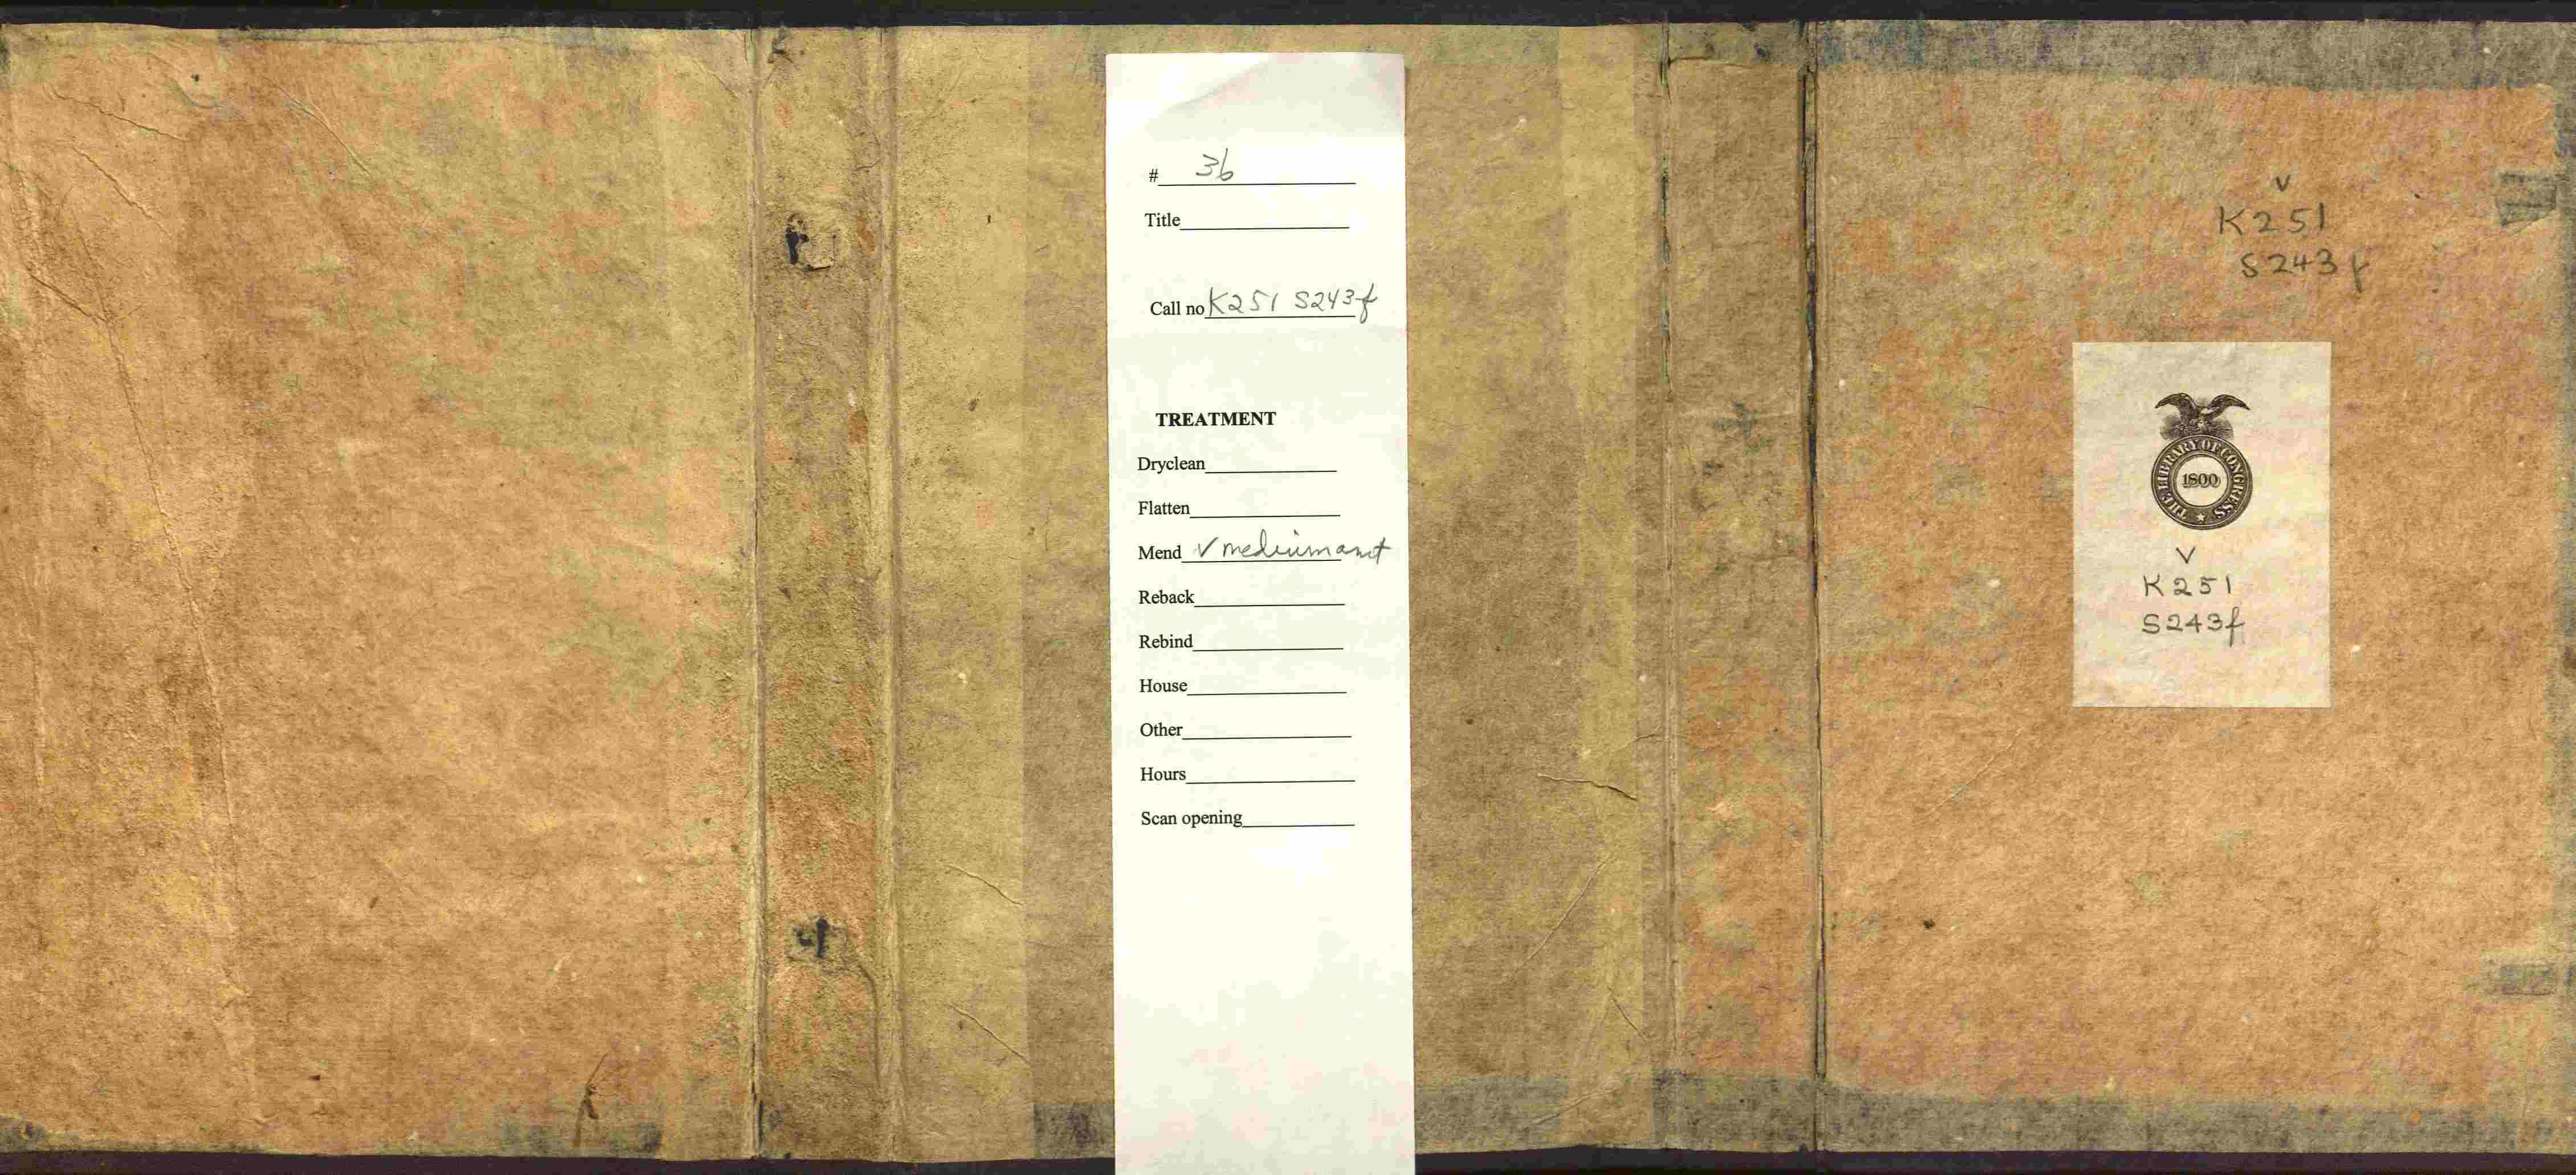 # 36
Title
Call no K251 S243f
TREATMENT
Dryclean
Flatten
Mend √ medium amt
Reback
Rebind
House
Other
Hours
Scan opening
V
K251
S243f
THE LIBRARY OF CONGRESS
1800
V
K251
S243f